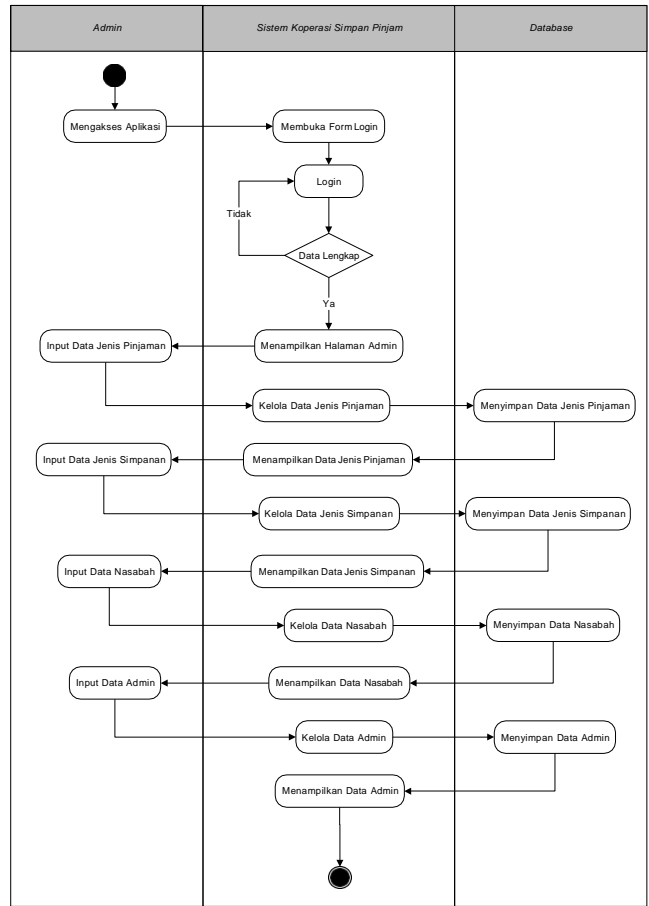 Admin
Sistem Koperasi Simpan Pinjam
Database
Mengakses Aplikasi
Membuka Form Login
Login
Tidak
Data Lengkap
Ya
Input Data Jenis Pinjaman
Menampilkan Halaman Admin
Kelola Data Jenis Pinjaman
Menyimpan Data Jenis Pinjaman
Input Data Jenis Simpanan
Menampilkan Data Jenis Pinjaman
Kelola Data Jenis Simpanan
Menyimpan Data Jenis Simpanan
Input Data Nasabah
Menampilkan Data Jenis Simpanan
Kelola Data Nasabah
Menyimpan Data Nasabah
Input Data Admin
Menampilkan Data Nasabah
Kelola Data Admin
Menyimpan Data Admin
Menampilkan Data Admin